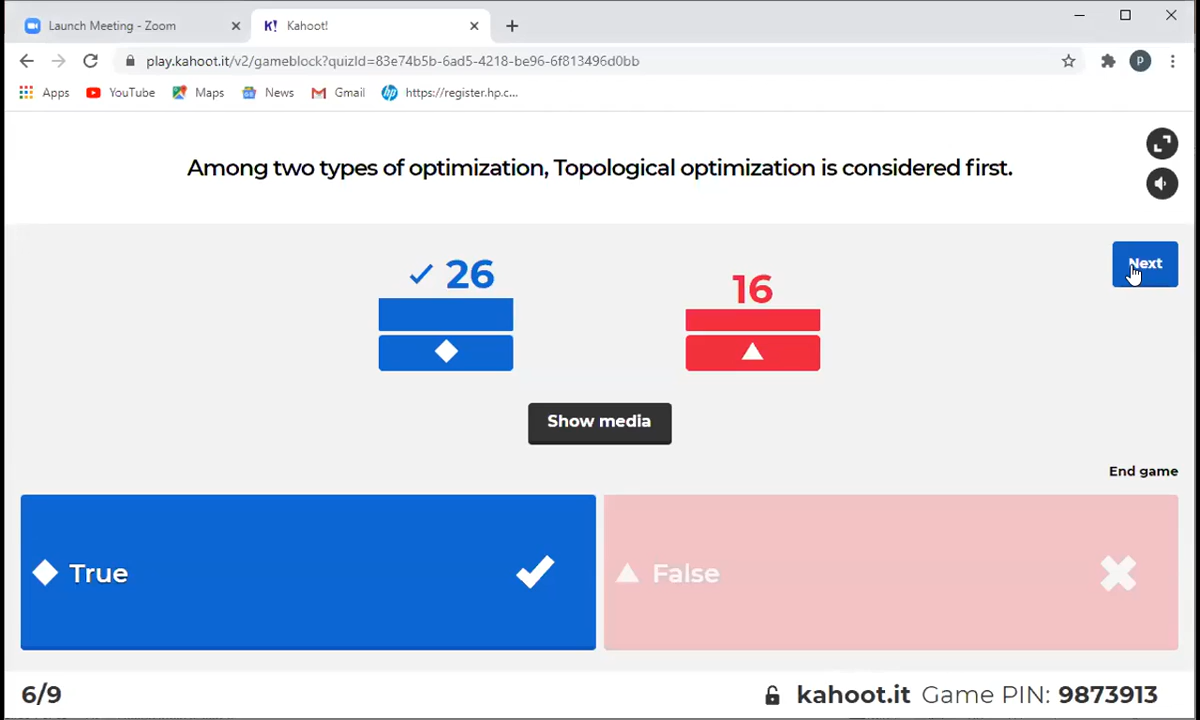 Launch Meeting - Zoom
K! Kahoot!
play.kahoot.it/v2/gameblock?quizId=83e74b5b-6ad5-4218-be96-6f813496d0bb
P
Apps YouTube Maps News Gmail hp https://register.hp.c...
Among two types of optimization, Topological optimization is considered first.
Next
26
16
Show media
End game
True
False
6/9
kahoot.it Game PIN: 9873913